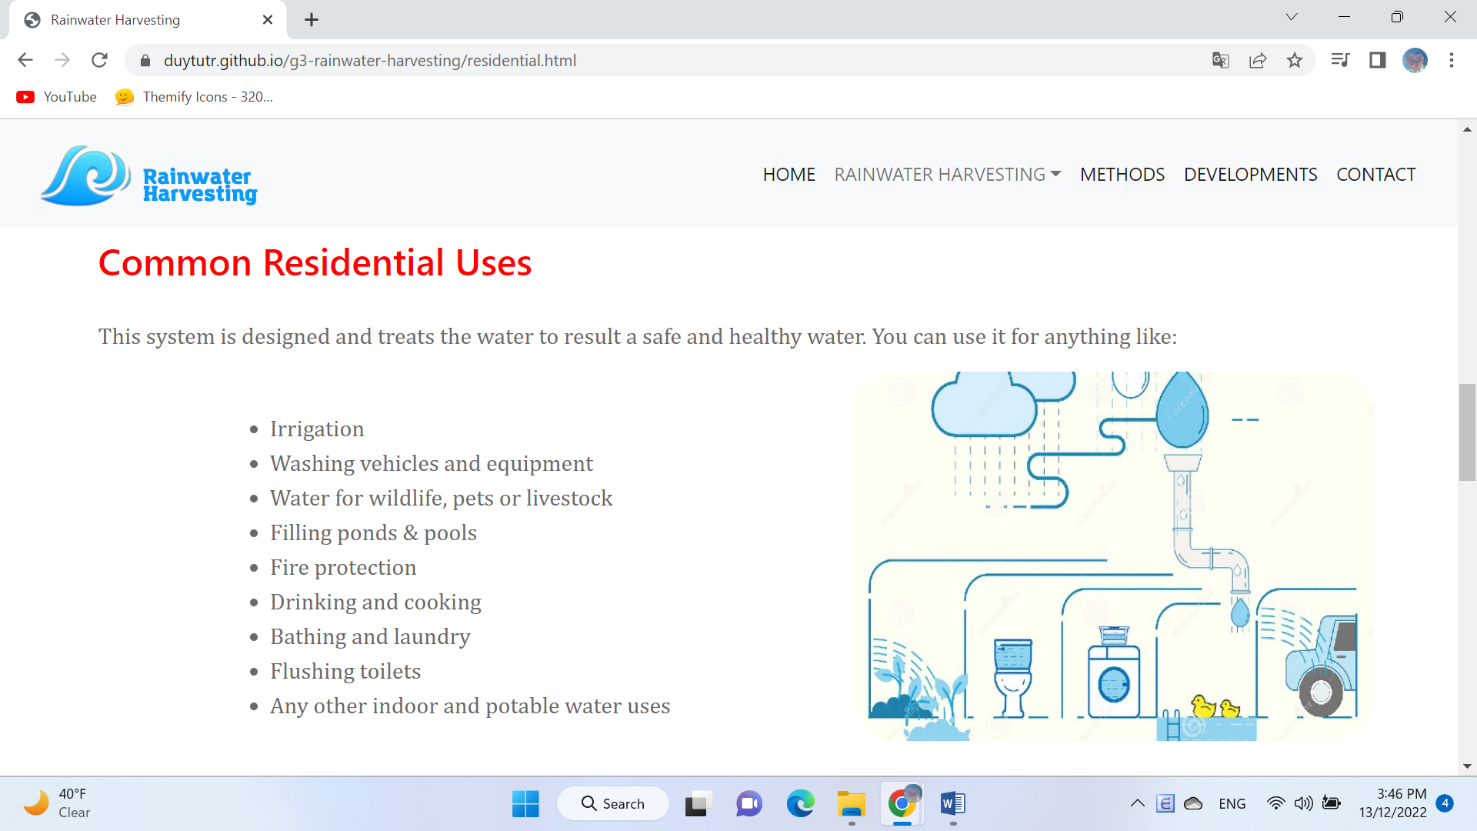 Rainwater Harvesting
duytutr.github.io/g3-rainwater-harvesting/residential.html
YouTube
Themify Icons - 320...
Rainwater
Harvesting
HOME RAINWATER HARVESTING METHODS DEVELOPMENTS CONTACT
Common Residential Uses
This system is designed and treats the water to result a safe and healthy water. You can use it for anything like:
• Irrigation
• Washing vehicles and equipment
• Water for wildlife, pets or livestock
• Filling ponds & pools
• Fire protection
• Drinking and cooking
• Bathing and laundry
• Flushing toilets
• Any other indoor and potable water uses
40°F
Clear
Search
ENG
3:46 PM
13/12/2022
4